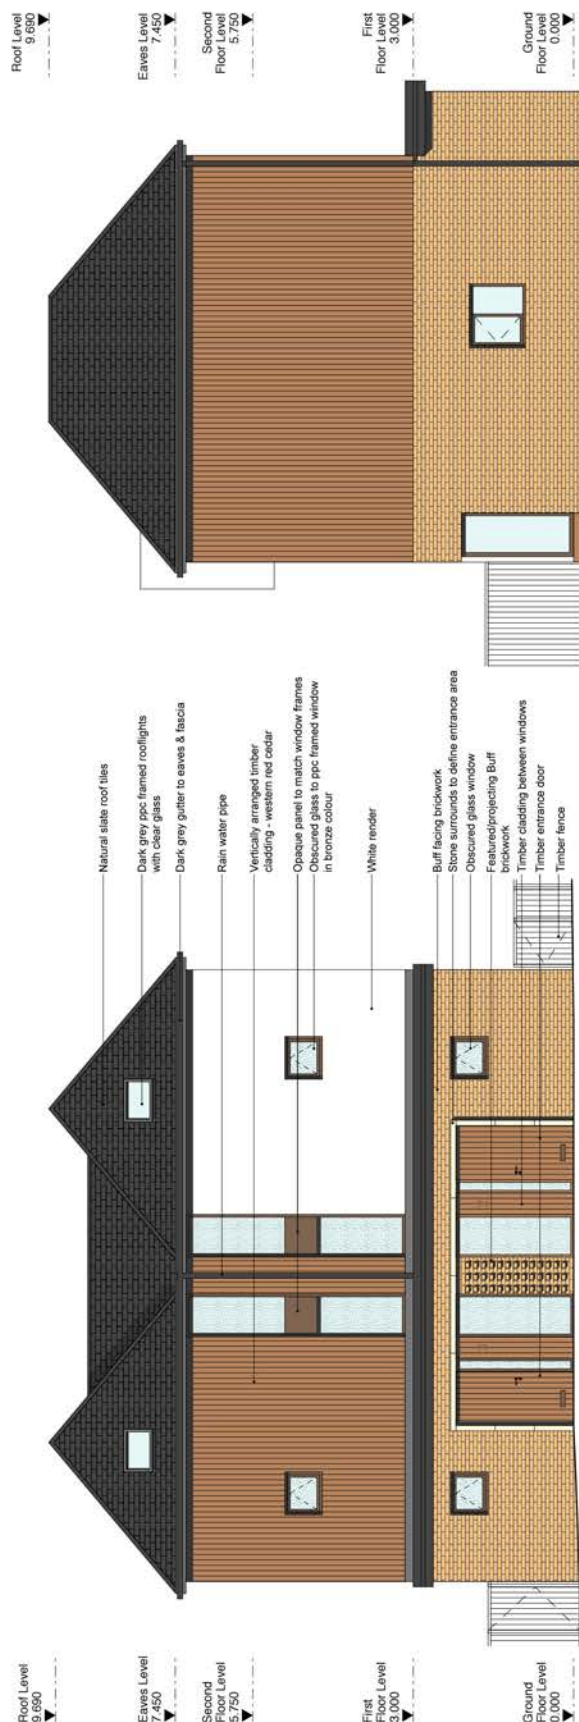 Roof Level
9.690
Eaves Level
7.450
Second
Floor Level
5.750
First
Floor Level
3.000
Ground
Floor Level
0.000
Natural slate roof tiles
Dark grey ppc framed rooflights
with clear glass
Dark grey gutter to eaves & fascia
Rain water pipe
Vertically arranged timber
cladding - western red cedar
Opaque panel to match window frames
Obscured glass to ppc framed window
in bronze colour
White render
Buff facing brickwork
Stone surrounds to define entrance area
Obscured glass window
Featured/projecting Buff
brickwork
Timber cladding between windows
Timber entrance door
Timber fence
Roof Level
9.690
Eaves Level
7.450
Second
Floor Level
5.750
First
Floor Level
3.000
Ground
Floor Level
0.000